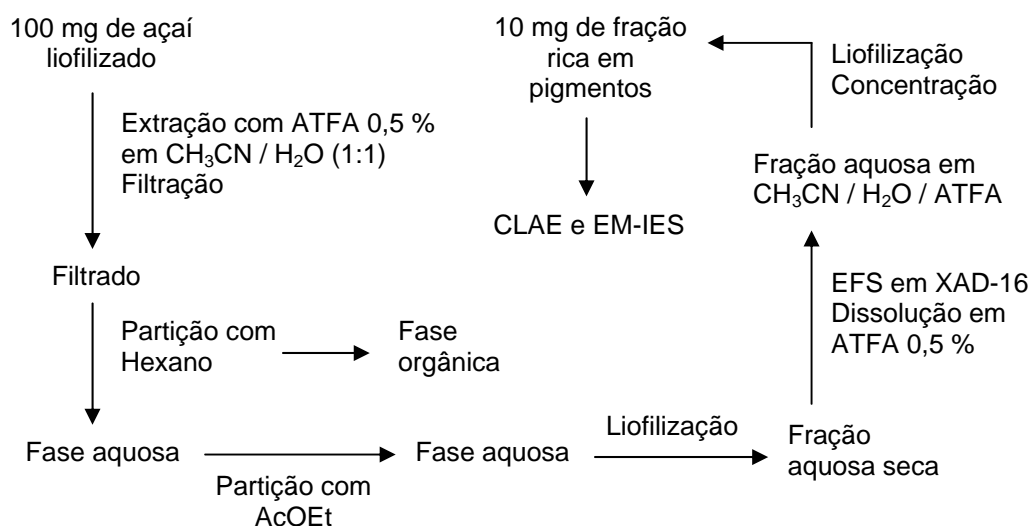 100 mg de açaí
liofilizado
Extração com ATFA 0,5 %
em CH₃CN / H₂O (1:1)
Filtração
Filtrado
Partição com
Hexano
Fase
orgânica
Fase aquosa
Partição com
AcOEt
Fase aquosa
Liofilização
Fração
aquosa seca
EFS em XAD-16
Dissolução em
ATFA 0,5 %
Fração aquosa em
CH₃CN / H₂O / ATFA
Liofilização
Concentração
10 mg de fração
rica em
pigmentos
CLAE e EM-IES